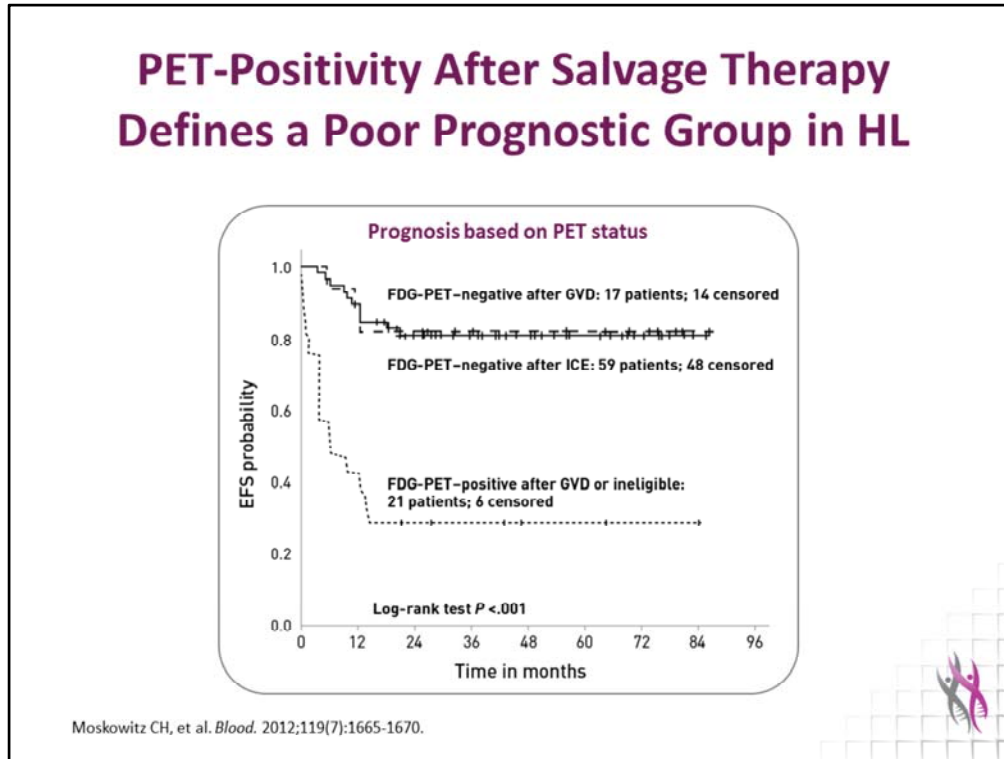 PET-Positivity After Salvage Therapy
Defines a Poor Prognostic Group in HL
Prognosis based on PET status
1.0
0.8
0.6
0.4
0.2
0.0
EFS probability
FDG-PET–negative after GVD: 17 patients; 14 censored
FDG-PET–negative after ICE: 59 patients; 48 censored
FDG-PET–positive after GVD or ineligible:
21 patients; 6 censored
Log-rank test P <.001
0 12 24 36 48 60 72 84 96
Time in months
Moskowitz CH, et al. Blood. 2012;119(7):1665-1670.